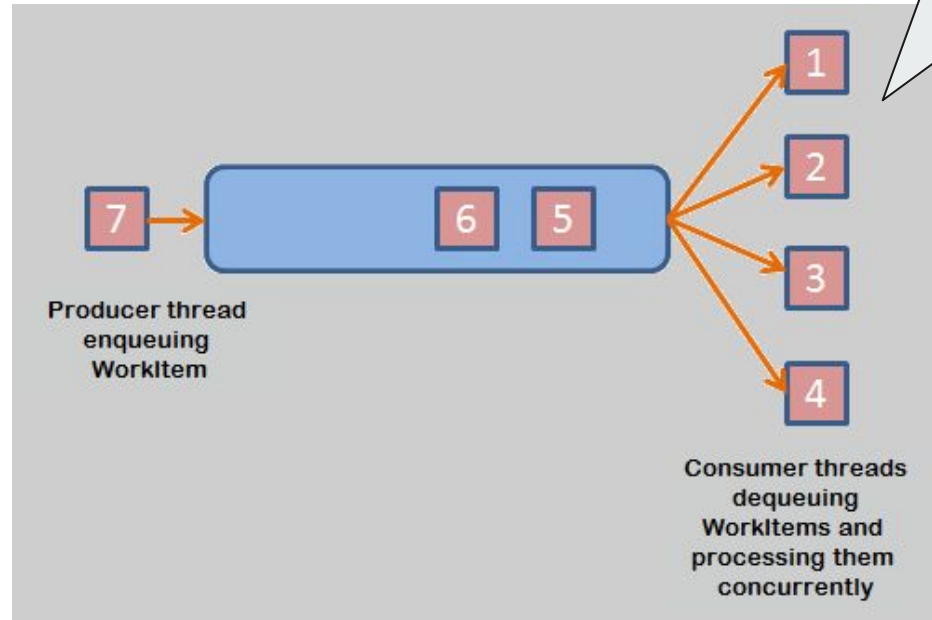 1
2
7
6 5
3
4
Producer thread
enqueuing
WorkItem
Consumer threads
dequeuing
WorkItems and
processing them
concurrently